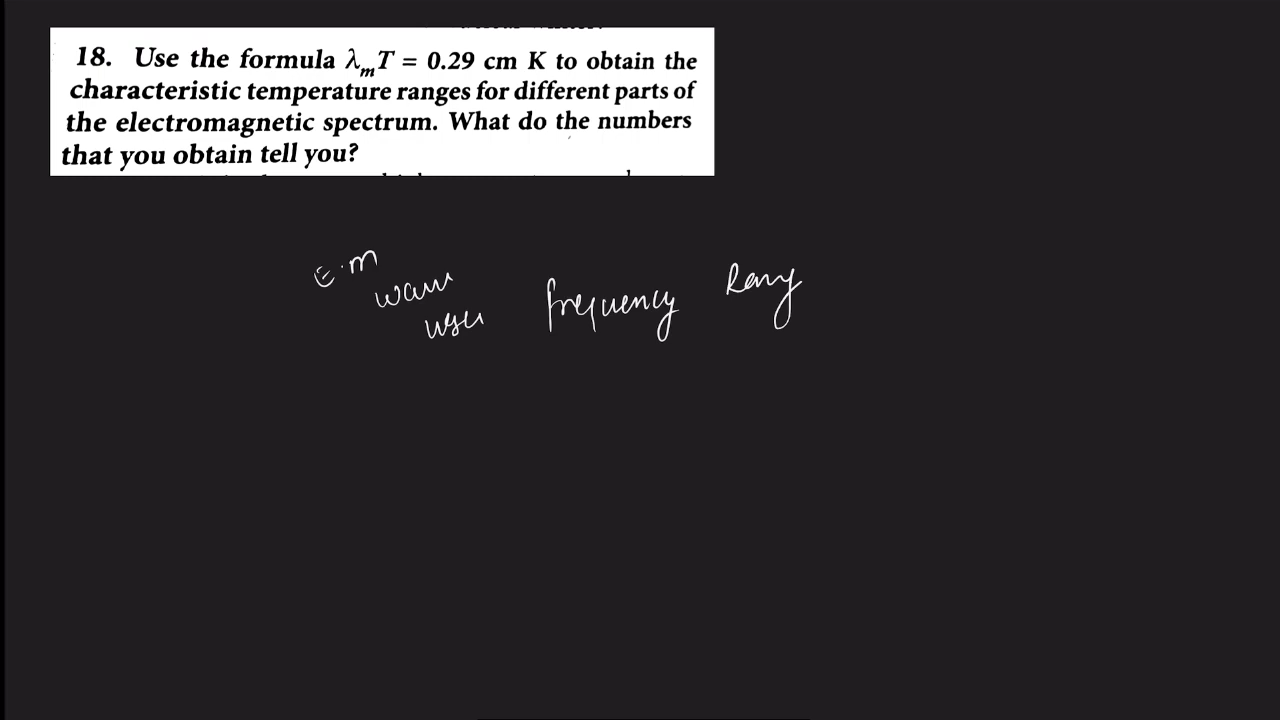 18. Use the formula λₘT = 0.29 cm K to obtain the
characteristic temperature ranges for different parts of
the electromagnetic spectrum. What do the numbers
that you obtain tell you?
E.m
frequency